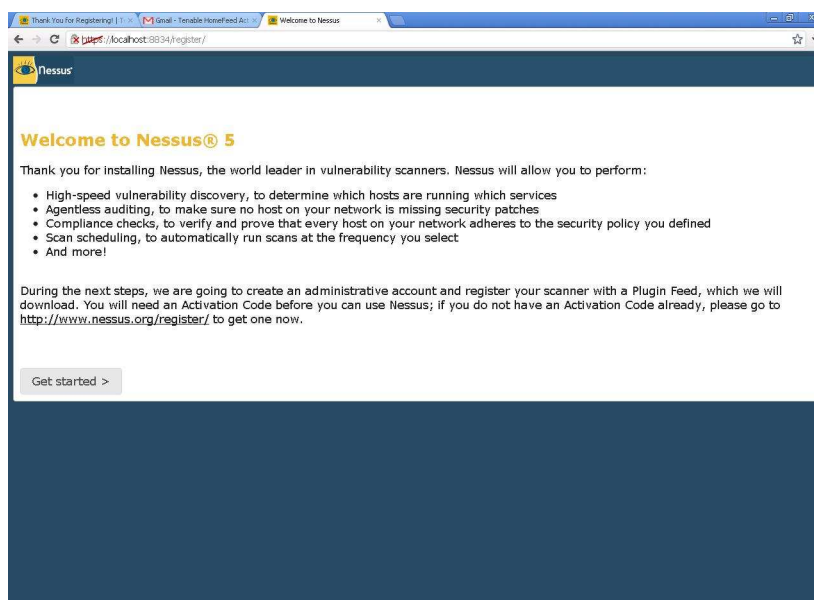 Thank You for Registering! | T
Gmail - Tenable HomeFeed Act
Welcome to Nessus
https://localhost:8834/register/
nessus
Welcome to Nessus® 5
Thank you for installing Nessus, the world leader in vulnerability scanners. Nessus will allow you to perform:
• High-speed vulnerability discovery, to determine which hosts are running which services
• Agentless auditing, to make sure no host on your network is missing security patches
• Compliance checks, to verify and prove that every host on your network adheres to the security policy you defined
• Scan scheduling, to automatically run scans at the frequency you select
• And more!
During the next steps, we are going to create an administrative account and register your scanner with a Plugin Feed, which we will
download. You will need an Activation Code before you can use Nessus; if you do not have an Activation Code already, please go to
http://www.nessus.org/register/ to get one now.
Get started >